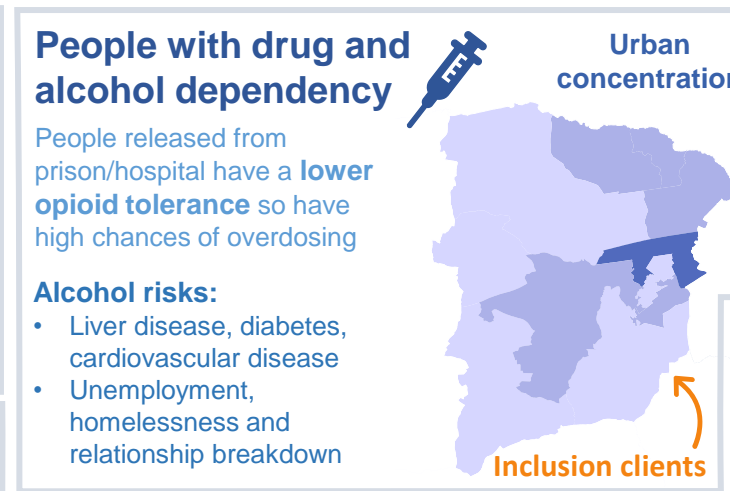 People with drug and
alcohol dependency
People released from
prison/hospital have a lower
opioid tolerance so have
high chances of overdosing
Alcohol risks:
• Liver disease, diabetes,
cardiovascular disease
• Unemployment,
homelessness and
relationship breakdown
Urban
concentration
Inclusion clients